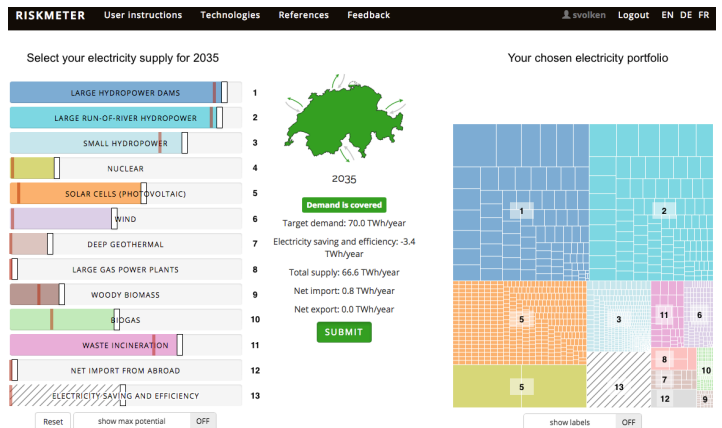 RISKMETER User instructions Technologies References Feedback svolken Logout EN DE FR
Select your electricity supply for 2035
Your chosen electricity portfolio
LARGE HYDROPOWER DAMS 1
LARGE RUN-OF-RIVER HYDROPOWER 2
SMALL HYDROPOWER 3
NUCLEAR 4
SOLAR CELLS (PHOTOVOLTAIC) 5
WIND 6
DEEP GEOTHERMAL 7
LARGE GAS POWER PLANTS 8
WOODY BIOMASS 9
BIOGAS 10
WASTE INCINERATION 11
NET IMPORT FROM ABROAD 12
ELECTRICITY SAVING AND EFFICIENCY 13
Reset show max potential OFF
2035
Demand is covered
Target demand: 70.0 TWh/year
Electricity saving and efficiency: -3.4
TWh/year
Total supply: 66.6 TWh/year
Net import: 0.8 TWh/year
Net export: 0.0 TWh/year
SUBMIT
1 2
5 3 11 6
8
7 10
5 13
12 9
show labels OFF